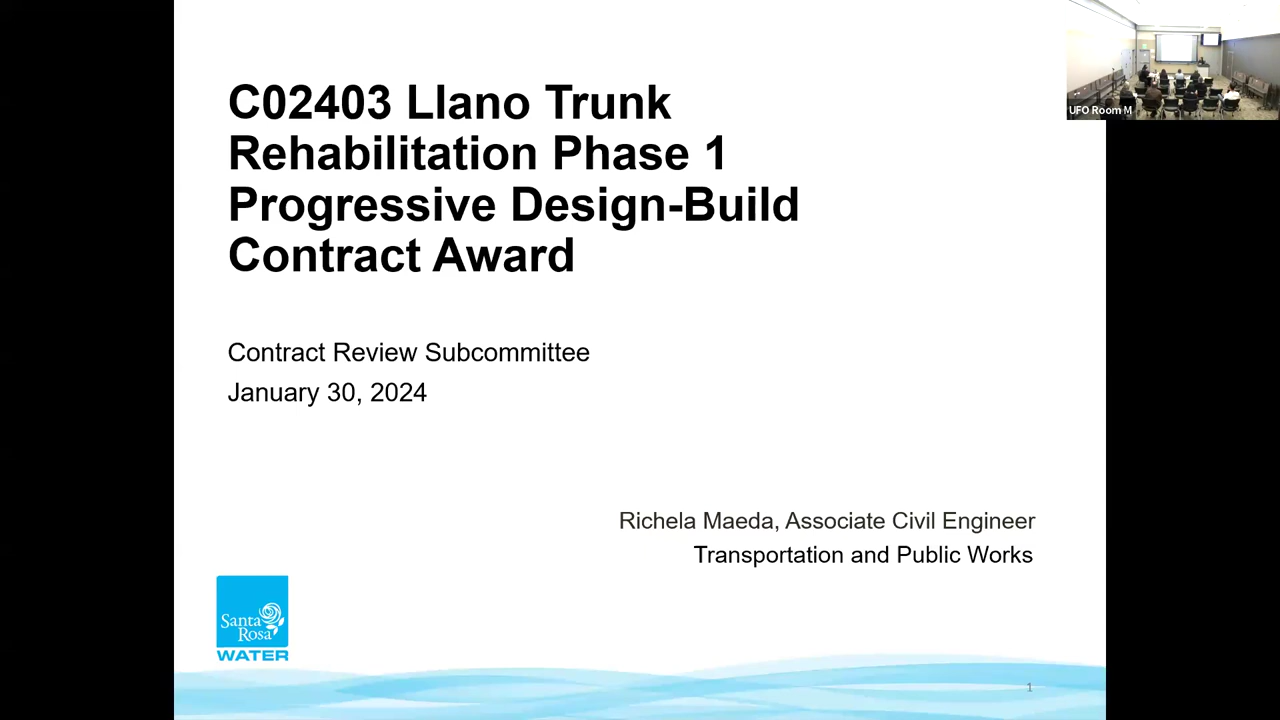 C02403 Llano Trunk
Rehabilitation Phase 1
Progressive Design-Build
Contract Award
Contract Review Subcommittee
January 30, 2024
Richela Maeda, Associate Civil Engineer
Transportation and Public Works
Santa
Rosa
WATER
1
UFO Room M